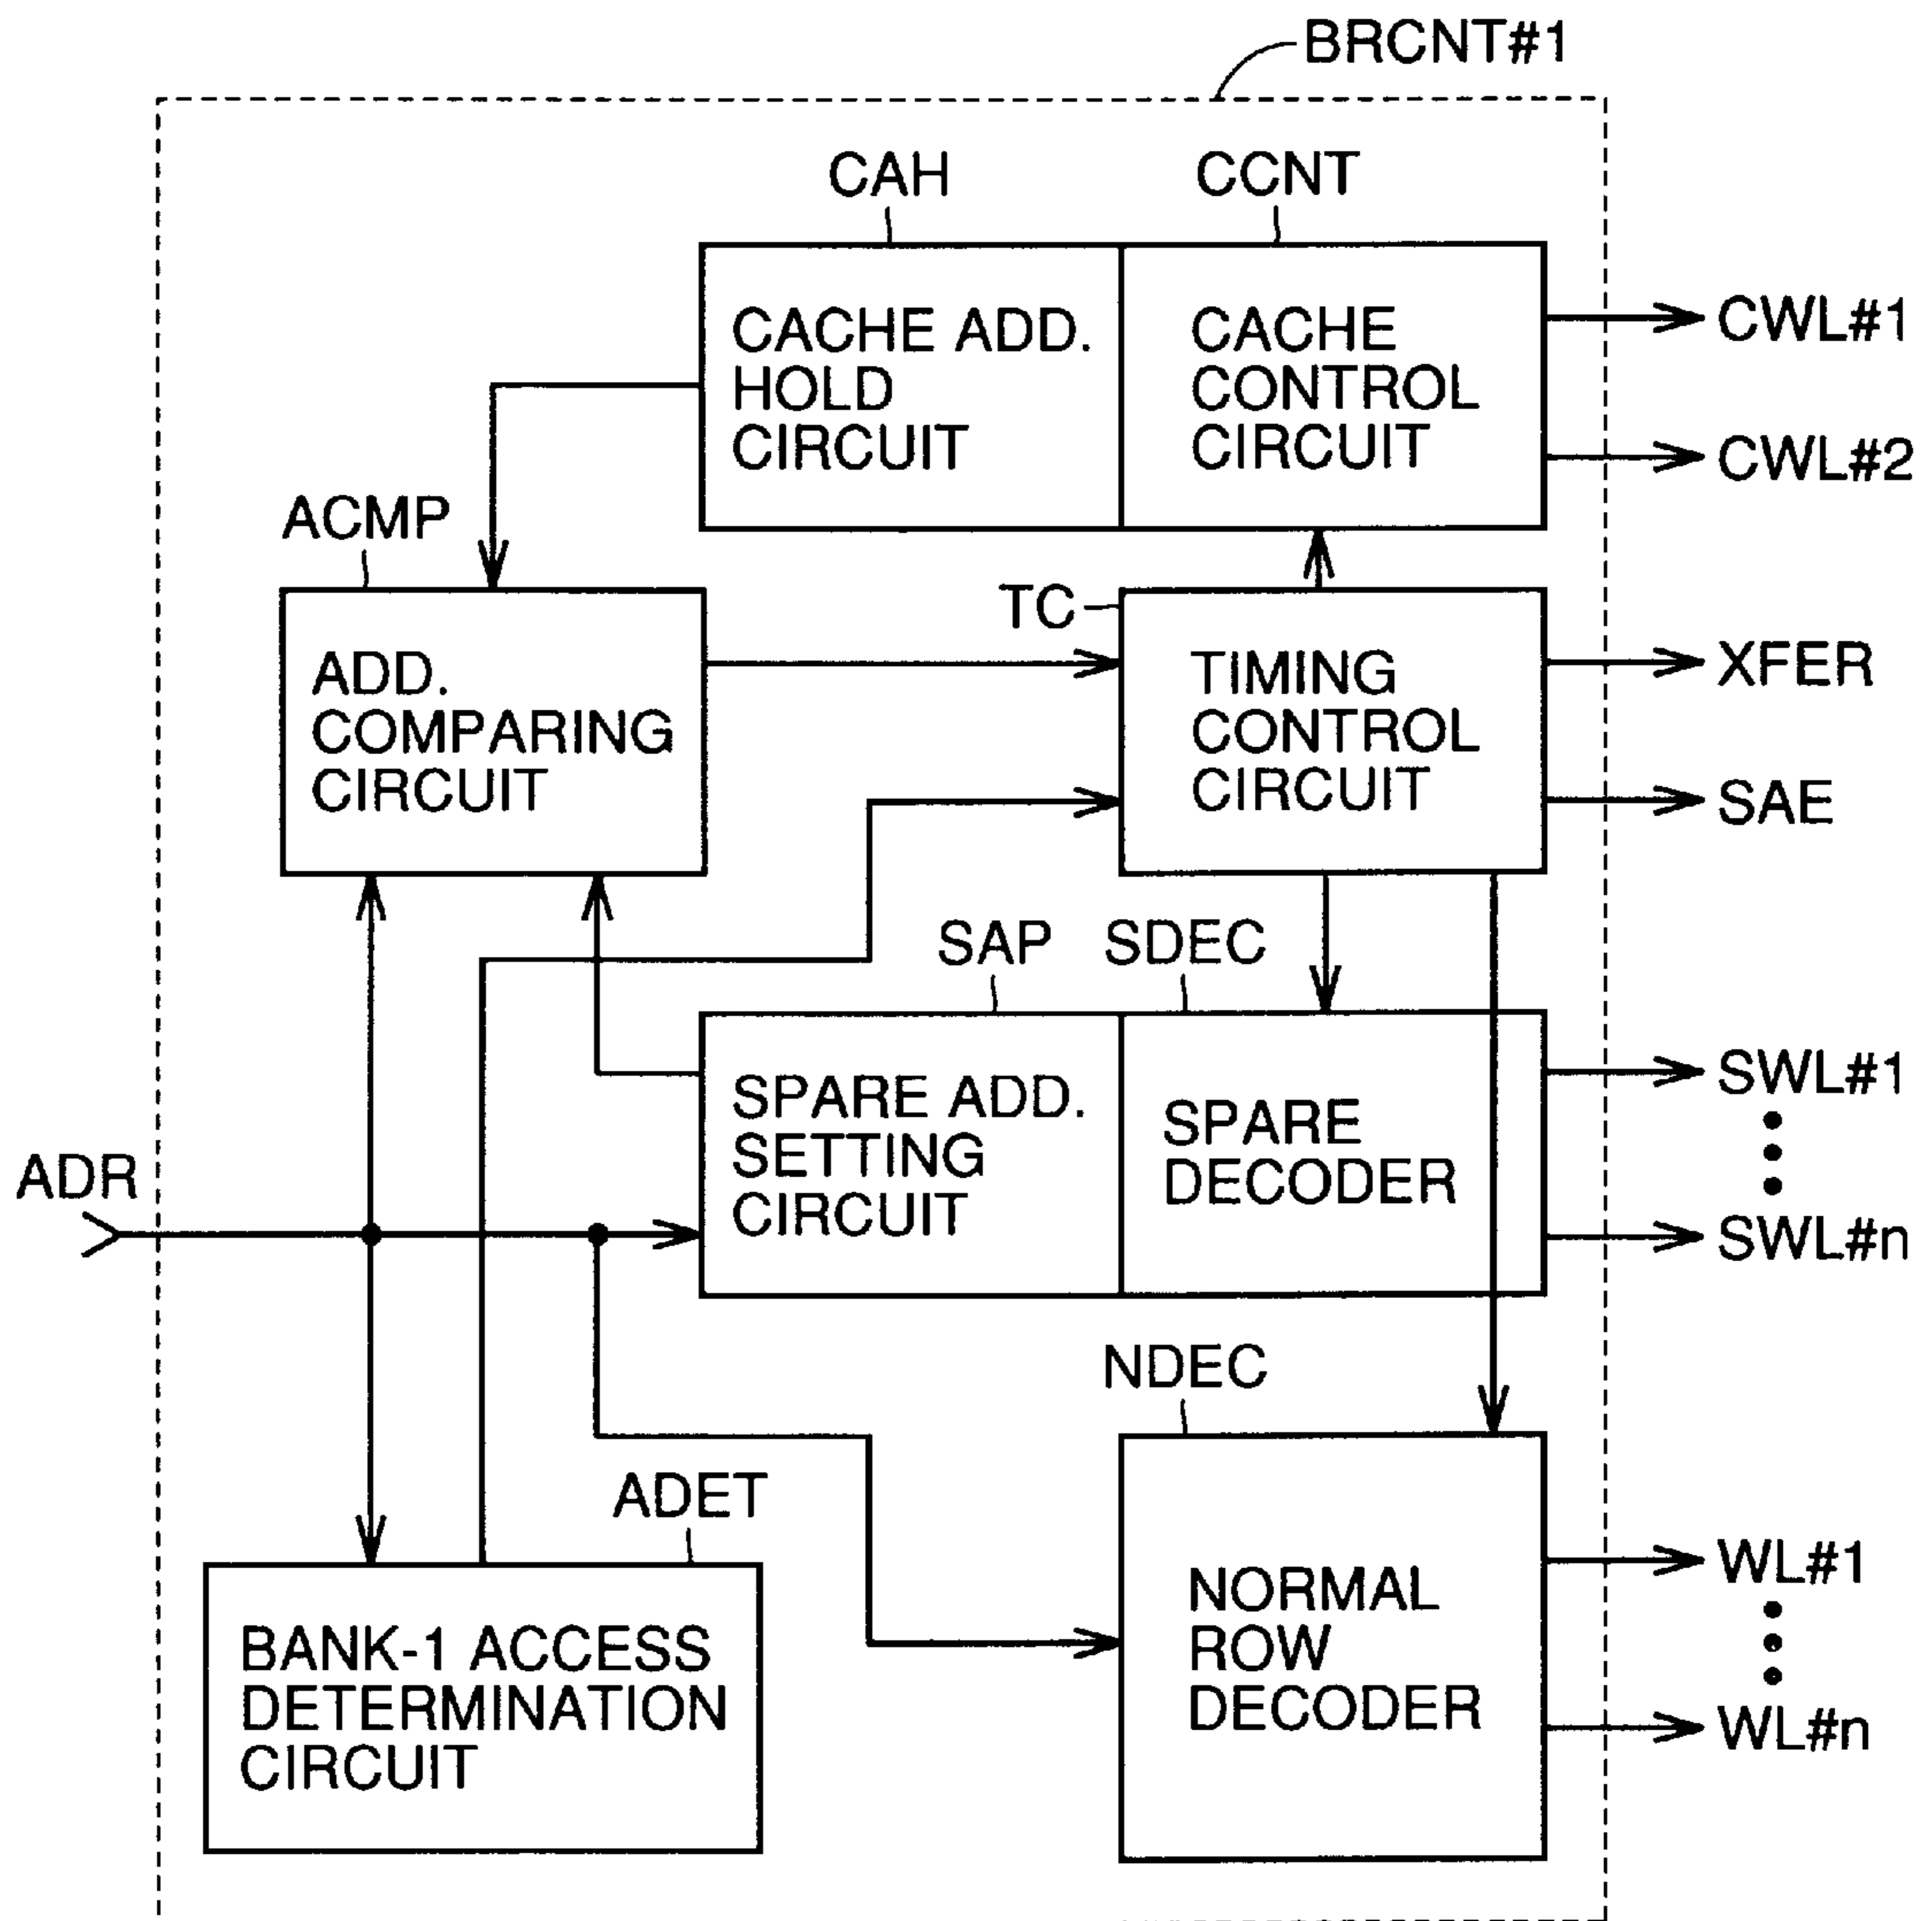 BRCNT#1
CAH
CCNT
CACHE ADD.
HOLD
CIRCUIT
CACHE
CONTROL
CIRCUIT
CWL#1
CWL#2
ACMP
TC
ADD.
COMPARING
CIRCUIT
TIMING
CONTROL
CIRCUIT
XFER
SAE
SAP
SDEC
SPARE ADD.
SETTING
CIRCUIT
SPARE
DECODER
SWL#1
SWL#n
ADR
NDEC
ADET
BANK-1 ACCESS
DETERMINATION
CIRCUIT
NORMAL
ROW
DECODER
WL#1
WL#n